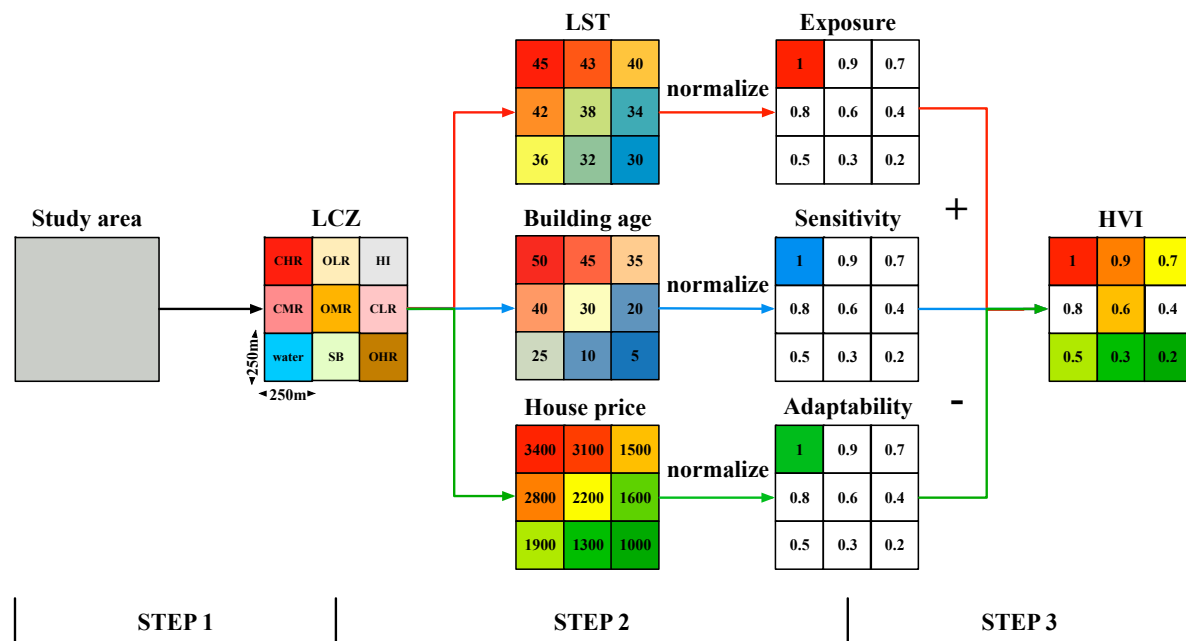 LST
45 43 40
42 38 34
36 32 30
normalize
Exposure
1 0.9 0.7
0.8 0.6 0.4
0.5 0.3 0.2
Study area
LCZ
CHR OLR HI
CMR OMR CLR
water SB OHR
250m
250m
Building age
50 45 35
40 30 20
25 10 5
normalize
Sensitivity
1 0.9 0.7
0.8 0.6 0.4
0.5 0.3 0.2
+
-
HVI
1 0.9 0.7
0.8 0.6 0.4
0.5 0.3 0.2
House price
3400 3100 1500
2800 2200 1600
1900 1300 1000
normalize
Adaptability
1 0.9 0.7
0.8 0.6 0.4
0.5 0.3 0.2
STEP 1
STEP 2
STEP 3